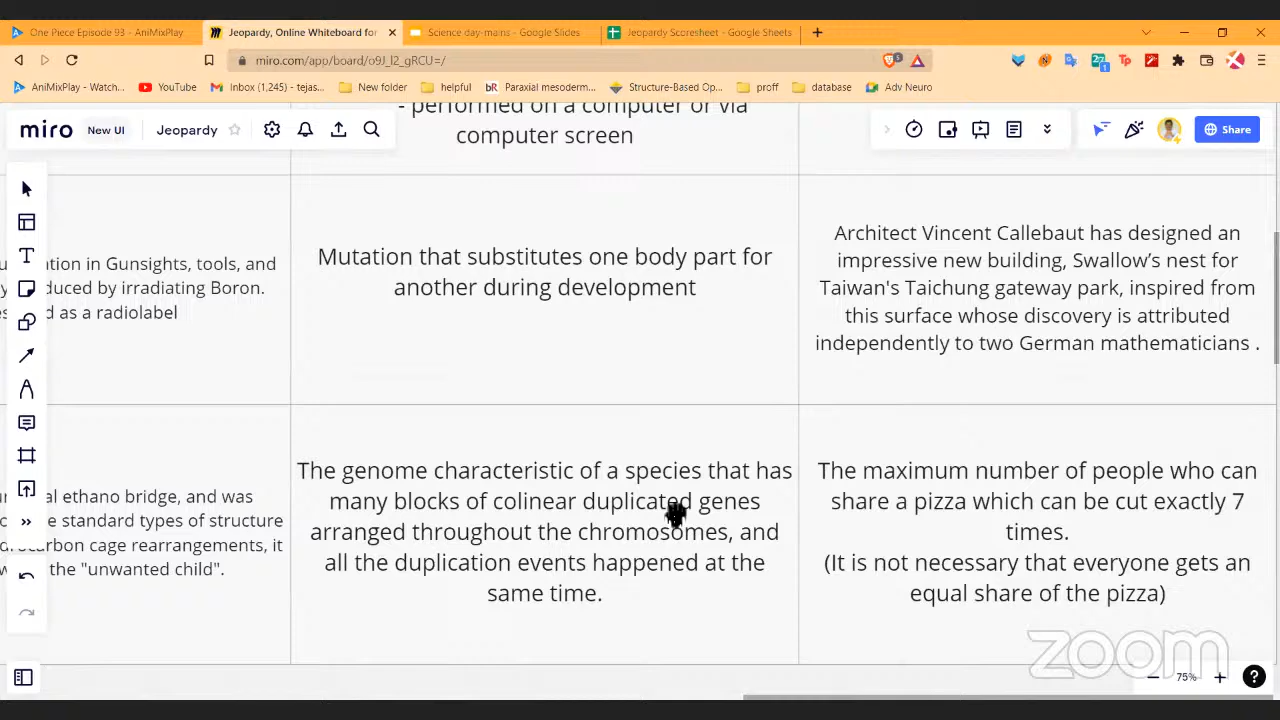 One Piece Episode 93 - AniMixPlay
Jeopardy, Online Whiteboard for
Science day-mains - Google Slides
Jeopardy Scoresheet - Google Sheets
miro.com/app/board/o9J_l2_gRCU=/
AniMixPlay - Watch...
YouTube
Inbox (1,245) - tejas...
New folder
helpful
bR
Paraxial mesoderm...
Structure-Based Op...
proff
database
Adv Neuro
miro
New UI
Jeopardy
Share
- performed on a computer or via
computer screen
ation in Gunsights, tools, and
duced by irradiating Boron.
d as a radiolabel
Mutation that substitutes one body part for
another during development
Architect Vincent Callebaut has designed an
impressive new building, Swallow’s nest for
Taiwan's Taichung gateway park, inspired from
this surface whose discovery is attributed
independently to two German mathematicians .
al ethano bridge, and was
e standard types of structure
carbon cage rearrangements, it
the "unwanted child".
The genome characteristic of a species that has
many blocks of colinear duplicated genes
arranged throughout the chromosomes, and
all the duplication events happened at the
same time.
The maximum number of people who can
share a pizza which can be cut exactly 7
times.
(It is not necessary that everyone gets an
equal share of the pizza)
zoom
75%